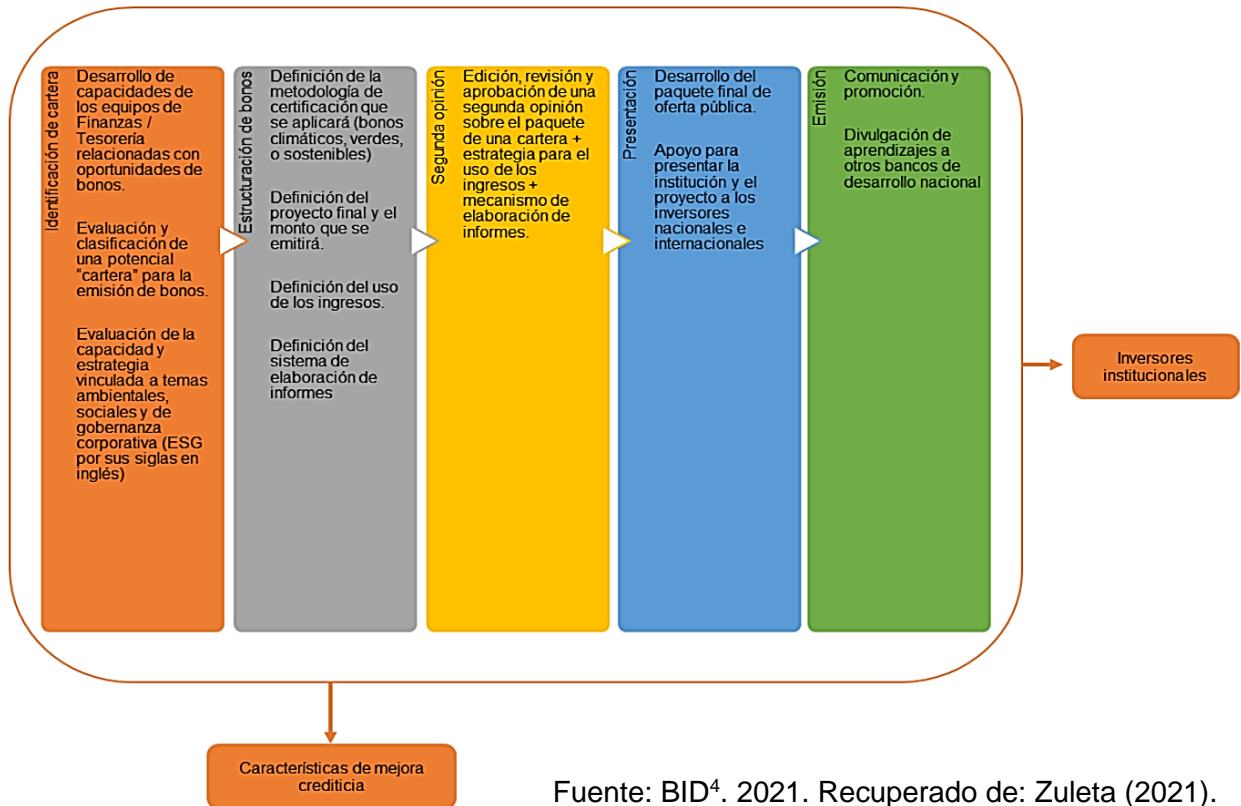 Identificación de cartera
Desarrollo de
capacidades de
los equipos de
Finanzas /
Tesorería
relacionadas con
oportunidades de
bonos.
Evaluación y
clasificación de
una potencial
"cartera" para la
emisión de bonos.
Evaluación de la
capacidad y
estrategia
vinculada a temas
ambientales,
sociales y de
gobernanza
corporativa (ESG
por sus siglas en
inglés)
Estructuración de bonos
Definición de la
metodología de
certificación que
se aplicará (bonos
climáticos, verdes,
o sostenibles)
Definición del
proyecto final y el
monto que se
emitirá.
Definición del uso
de los ingresos.
Definición del
sistema de
elaboración de
informes
Segunda opinión
Edición, revisión y
aprobación de una
segunda opinión
sobre el paquete
de una cartera +
estrategia para el
uso de los
ingresos +
mecanismo de
elaboración de
informes.
Presentación
Desarrollo del
paquete final de
oferta pública.
Apoyo para
presentar la
institución y el
proyecto a los
inversores
nacionales e
internacionales
Emisión
Comunicación y
promoción.
Divulgación de
aprendizajes a
otros bancos de
desarrollo nacional
Inversores
institucionales
Características de mejora
crediticia
Fuente: BID⁴. 2021. Recuperado de: Zuleta (2021).